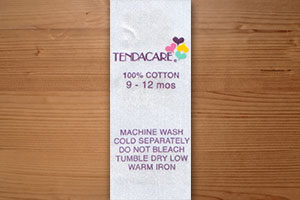 TENDACARE®
100% COTTON
9 - 12 mos
MACHINE WASH
COLD SEPARATELY
DO NOT BLEACH
TUMBLE DRY LOW
WARM IRON